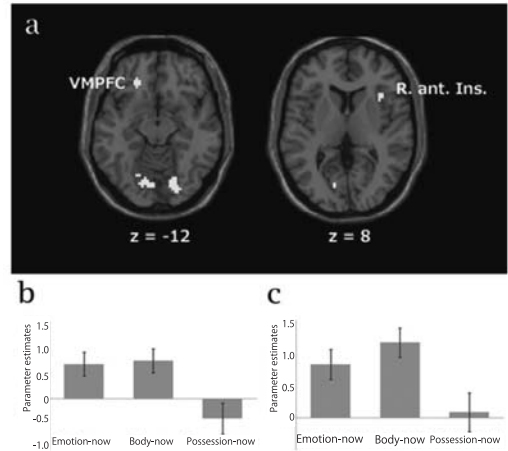 a
VMPFC
R. ant. Ins.
z = -12
z = 8
b
Parameter estimates
1.5
1.0
0.5
0
-0.5
-1.0
Emotion-now
Body-now
Possession-now
c
Parameter estimates
1.5
1.0
0.5
0
Emotion-now
Body-now
Possession-now